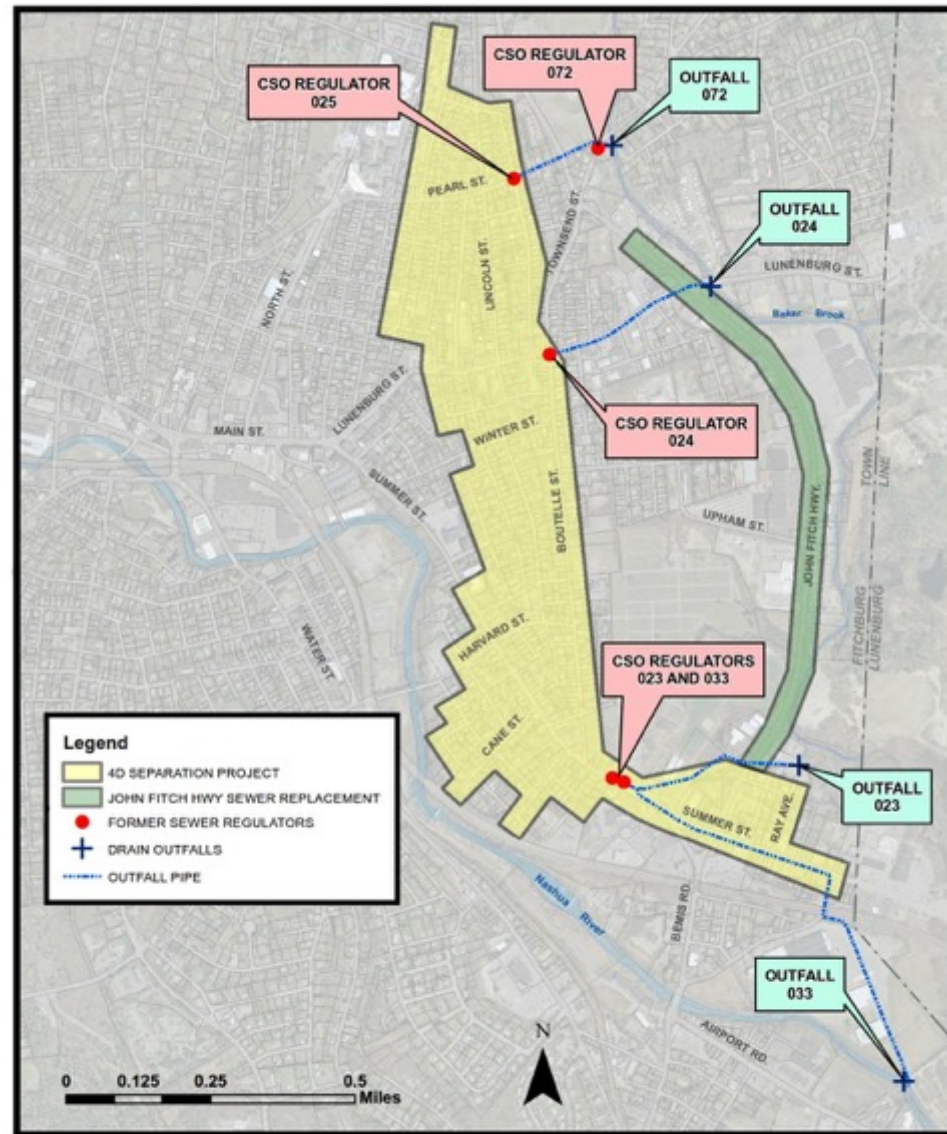 CSO REGULATOR
072
OUTFALL
072
CSO REGULATOR
025
PEARL ST.
TOWNSEND ST.
OUTFALL
024
LUNENBURG ST.
LINCOLN ST.
NORTH ST.
Baker Brook
LUNENBURG ST.
MAIN ST.
WINTER ST.
CSO REGULATOR
024
SUMMER ST.
BOUTELLE ST.
UPHAM ST.
JOHN FITCH HWY.
TOWN
LINE
FITCHBURG
LUNENBURG
HARVARD ST.
WATER ST
CSO REGULATORS
023 AND 033
CANE ST.
OUTFALL
023
SUMMER ST.
RAY AVE.
Legend
4D SEPARATION PROJECT
JOHN FITCH HWY SEWER REPLACEMENT
FORMER SEWER REGULATORS
DRAIN OUTFALLS
OUTFALL PIPE
Nashua River
BEMIS RD.
OUTFALL
033
AIRPORT RD.
N
0 0.125 0.25 0.5
Miles